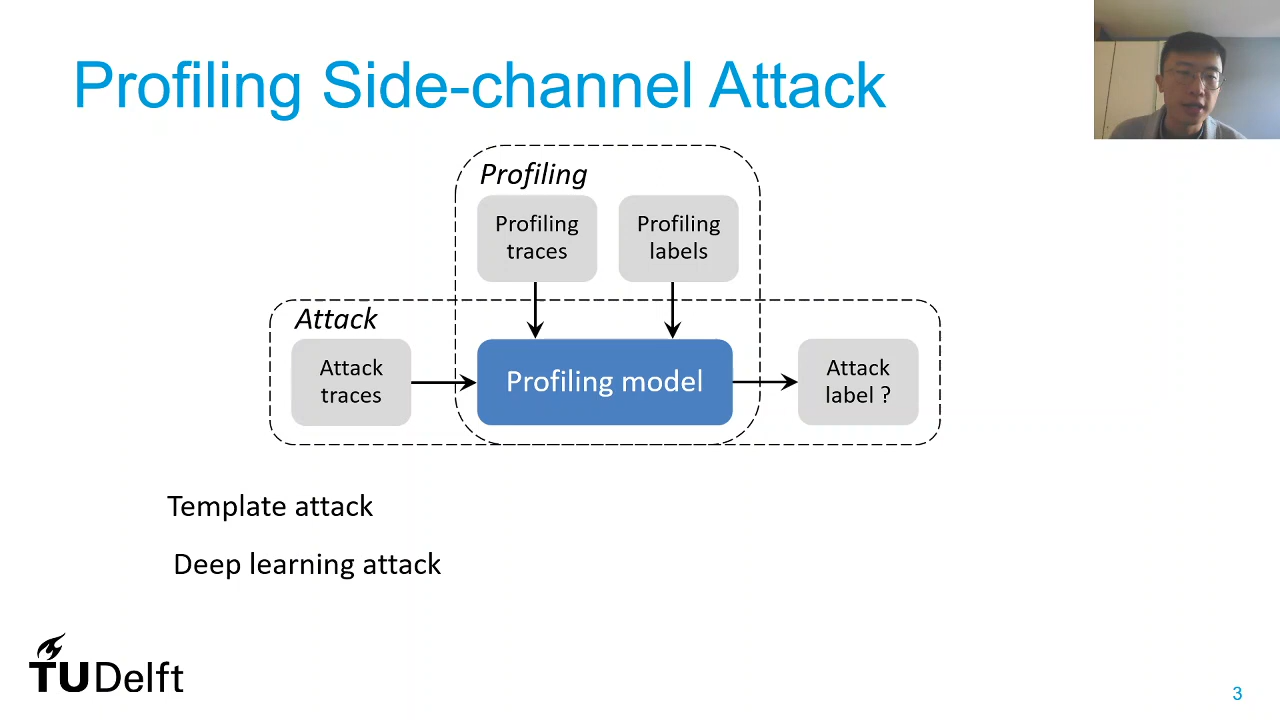 Profiling Side-channel Attack
Profiling
Profiling
traces
Profiling
labels
Attack
Attack
traces
Profiling model
Attack
label ?
Template attack
Deep learning attack
TUDelft
3